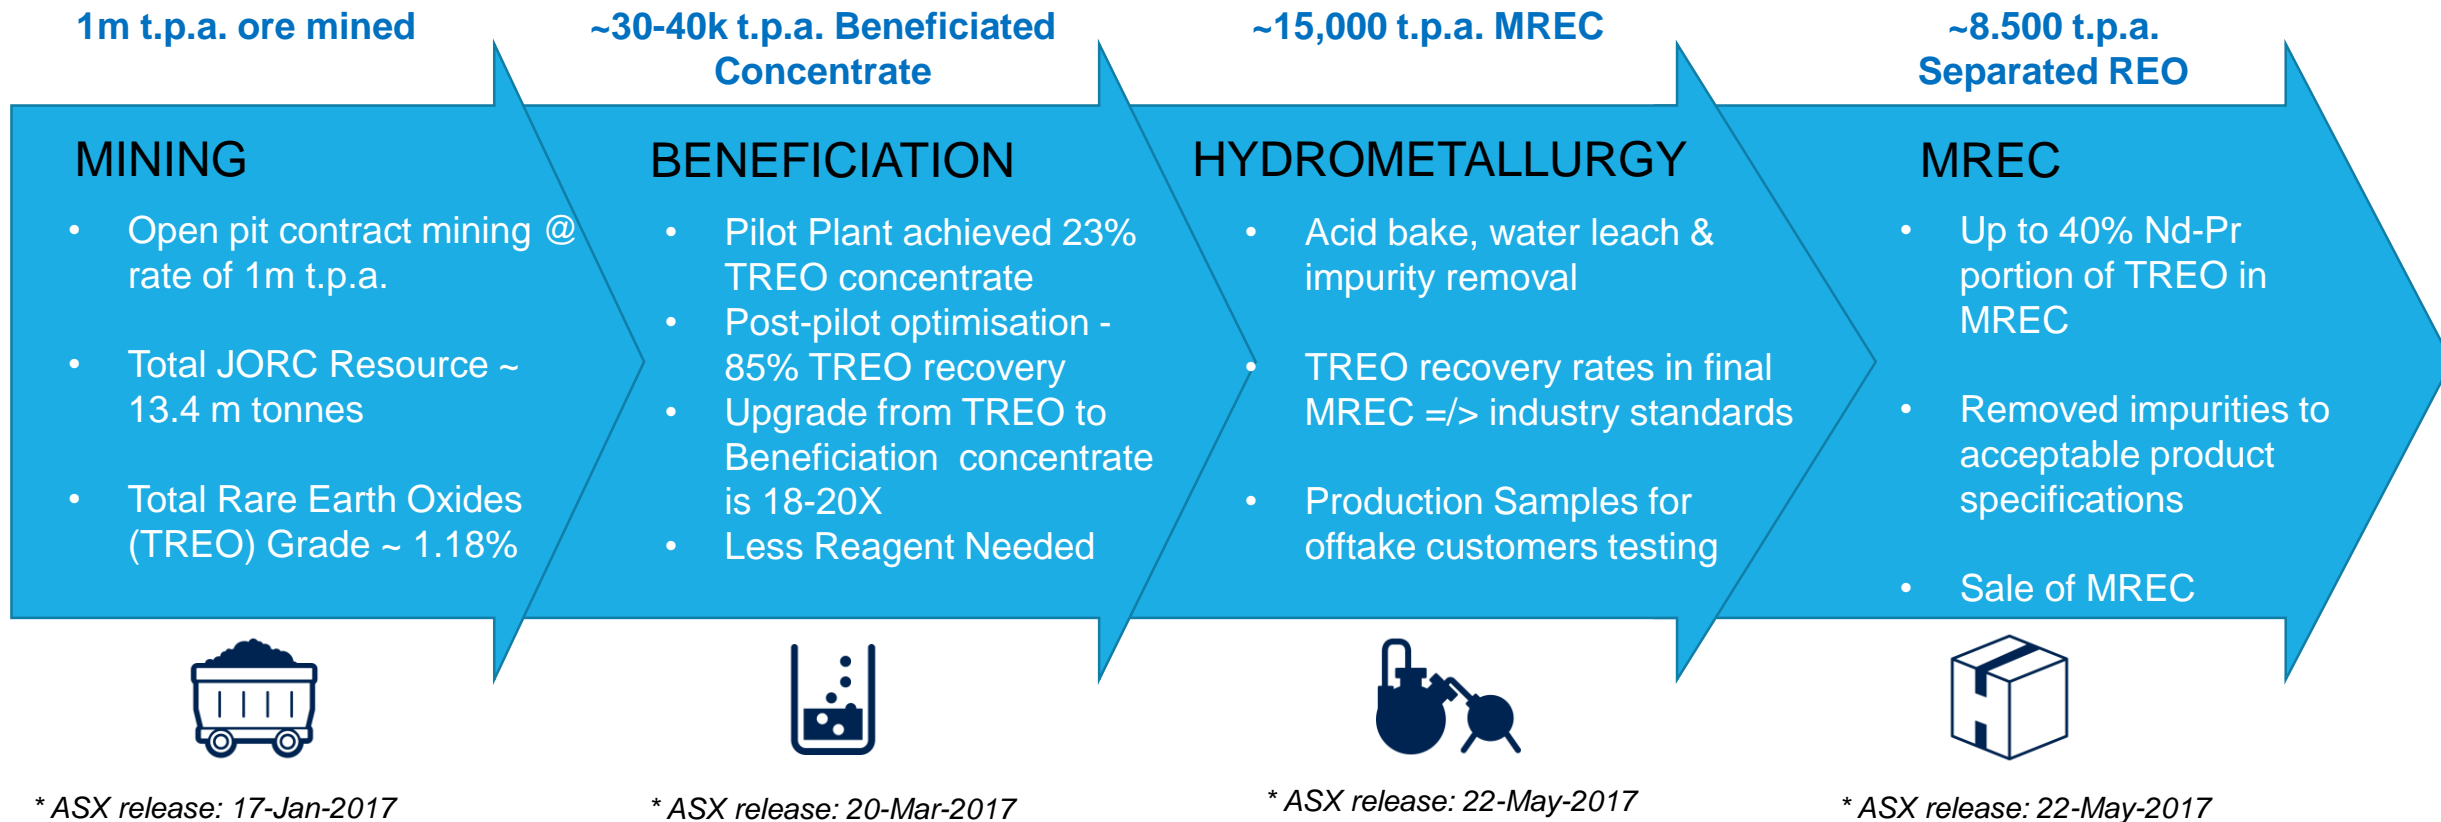 1m t.p.a. ore mined
~30-40k t.p.a. Beneficiated
Concentrate
~15,000 t.p.a. MREC
~8.500 t.p.a.
Separated REO
MINING
• Open pit contract mining @
rate of 1m t.p.a.
• Total JORC Resource ~
13.4 m tonnes
• Total Rare Earth Oxides
(TREO) Grade ~ 1.18%
BENEFICIATION
• Pilot Plant achieved 23%
TREO concentrate
• Post-pilot optimisation -
85% TREO recovery
• Upgrade from TREO to
Beneficiation concentrate
is 18-20X
• Less Reagent Needed
HYDROMETALLURGY
• Acid bake, water leach &
impurity removal
• TREO recovery rates in final
MREC =/> industry standards
• Production Samples for
offtake customers testing
MREC
• Up to 40% Nd-Pr
portion of TREO in
MREC
• Removed impurities to
acceptable product
specifications
• Sale of MREC
* ASX release: 17-Jan-2017
* ASX release: 20-Mar-2017
* ASX release: 22-May-2017
* ASX release: 22-May-2017